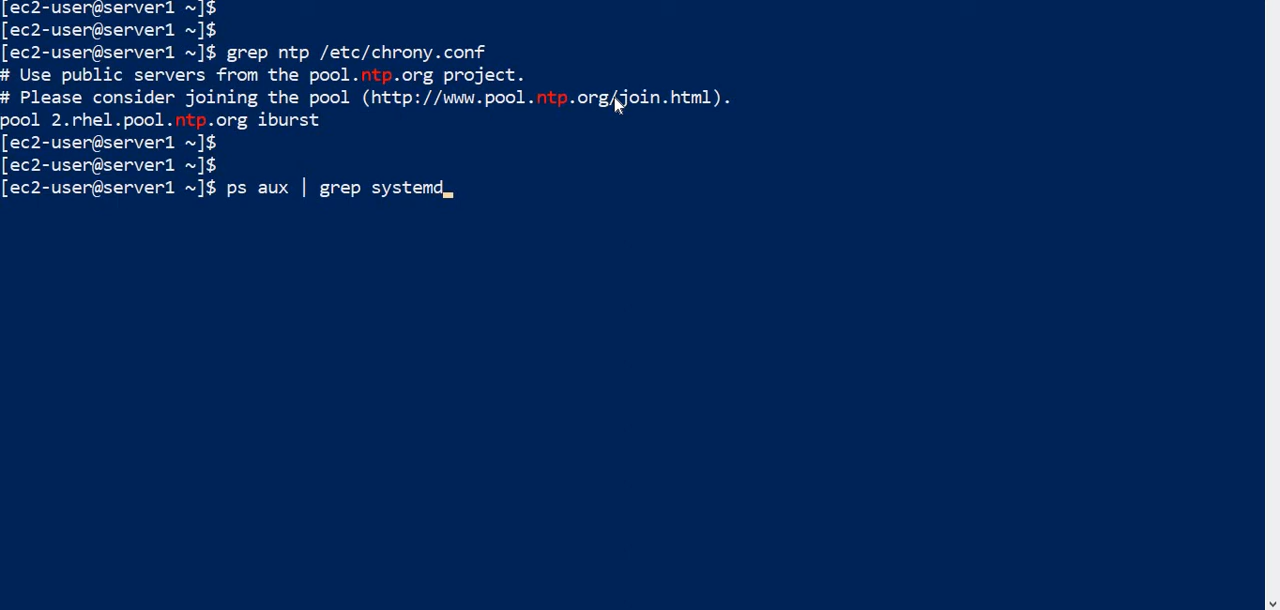 [ec2-user@server1 ~]$
[ec2-user@server1 ~]$
[ec2-user@server1 ~]$ grep ntp /etc/chrony.conf
# Use public servers from the pool.ntp.org project.
# Please consider joining the pool (http://www.pool.ntp.org/join.html).
pool 2.rhel.pool.ntp.org iburst
[ec2-user@server1 ~]$
[ec2-user@server1 ~]$
[ec2-user@server1 ~]$ ps aux | grep systemd